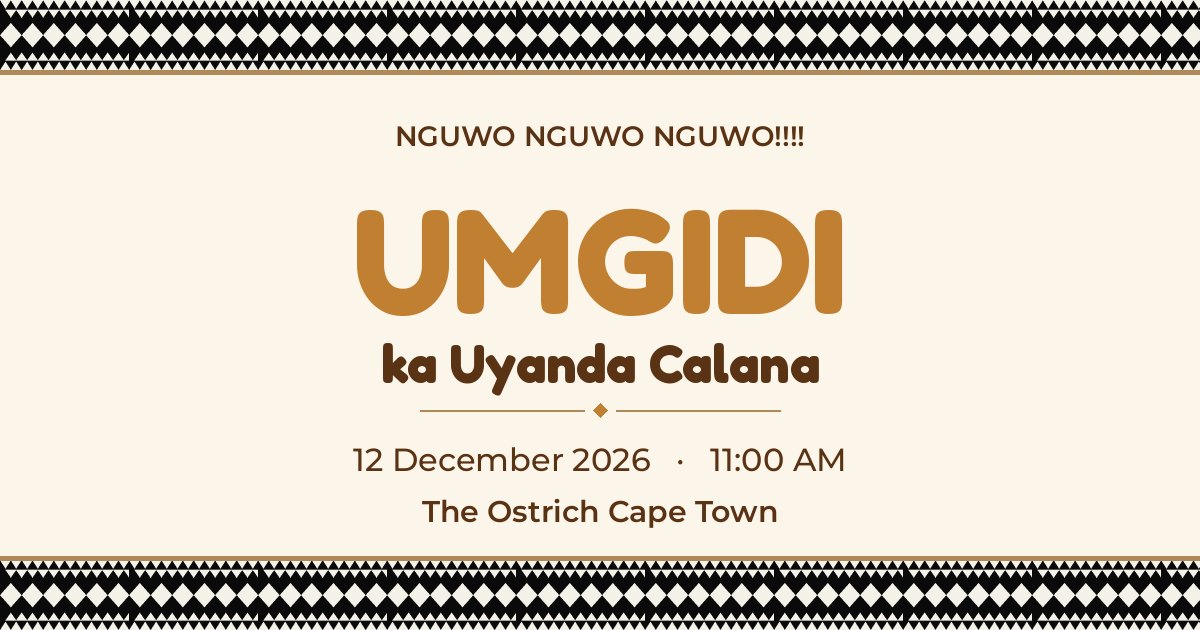 NGUWO NGUWO NGUWO!!!!
UMGIDI
ka Uyanda Calana
12 December 2026 · 11:00 AM
The Ostrich Cape Town